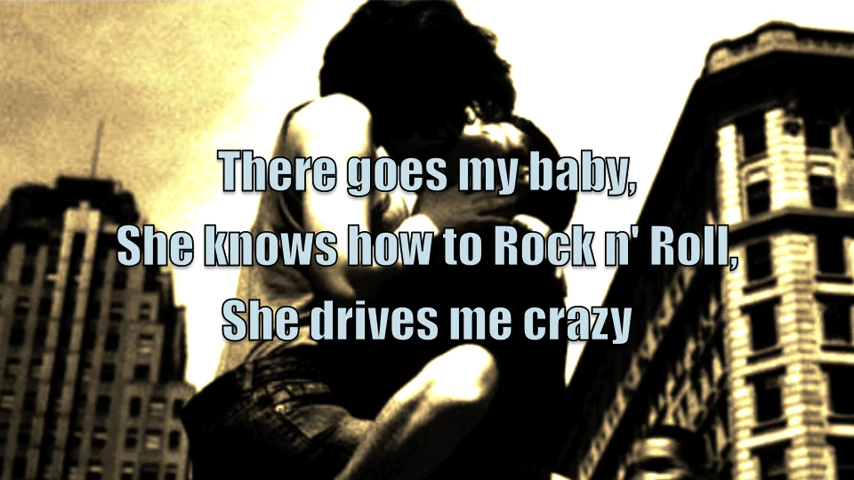 There goes my baby,
She knows how to Rock n' Roll,
She drives me crazy